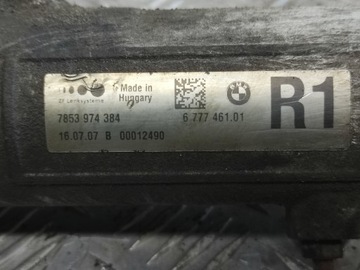 ZF Lenksysteme
Made in
Hungary
R1
7853 974 384
6 777 461.01
16.07.07 B 00012490